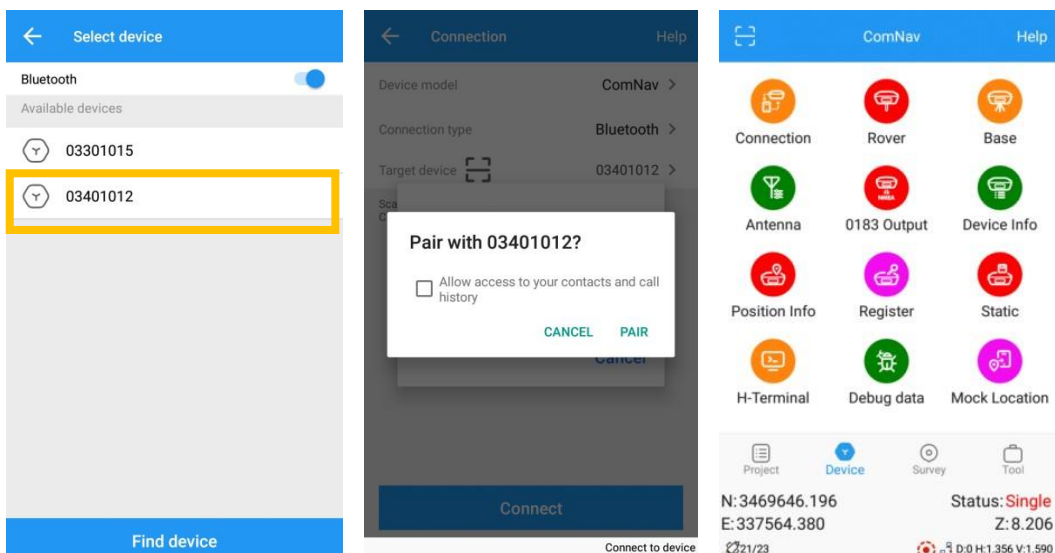 Select device
Bluetooth
Available devices
03301015
03401012
Find device
Connection Help
Device model ComNav >
Connection type Bluetooth >
Target device 03401012 >
Sca
C
Pair with 03401012?
Allow access to your contacts and call
history
CANCEL PAIR
Cancel
Connect
Connect to device
ComNav Help
Connection Rover Base
NMEA
Antenna 0183 Output Device Info
Position Info Register Static
H-Terminal Debug data Mock Location
Project Device Survey Tool
N:3469646.196 Status:Single
E:337564.380 Z:8.206
21/23 D:0 H:1.356 V:1.590